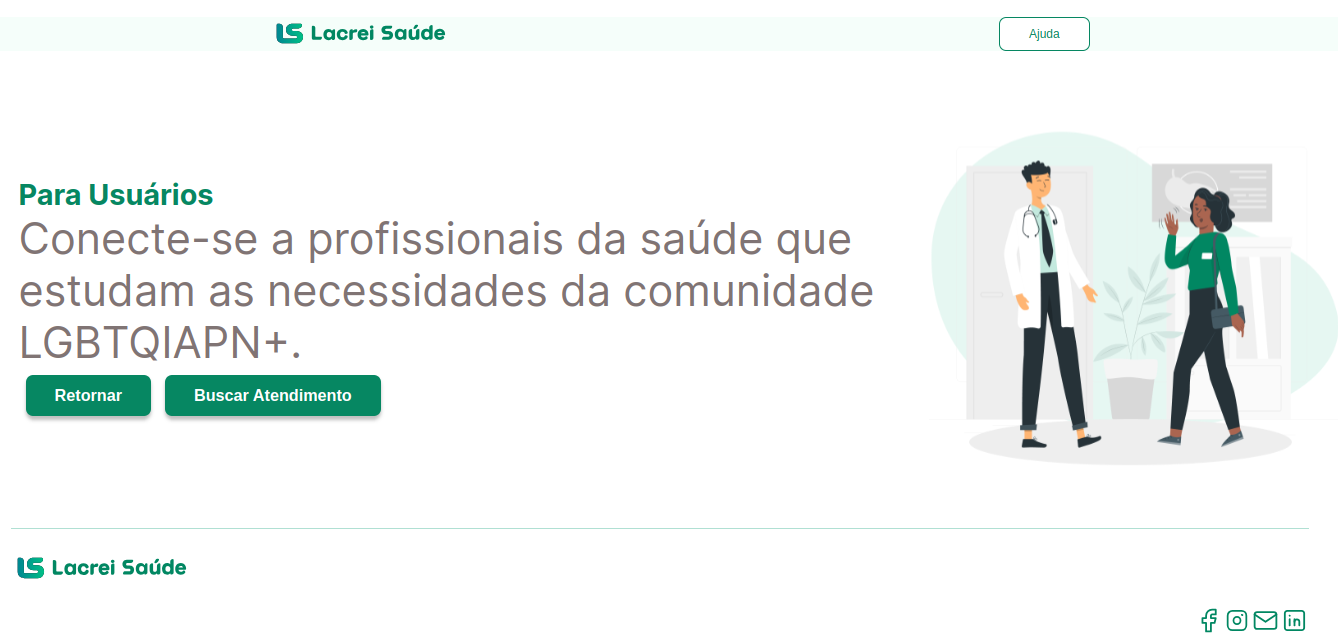 Lacrei Saúde
Ajuda
Para Usuários
Conecte-se a profissionais da saúde que
estudam as necessidades da comunidade
LGBTQIAPN+.
Retornar
Buscar Atendimento
Lacrei Saúde